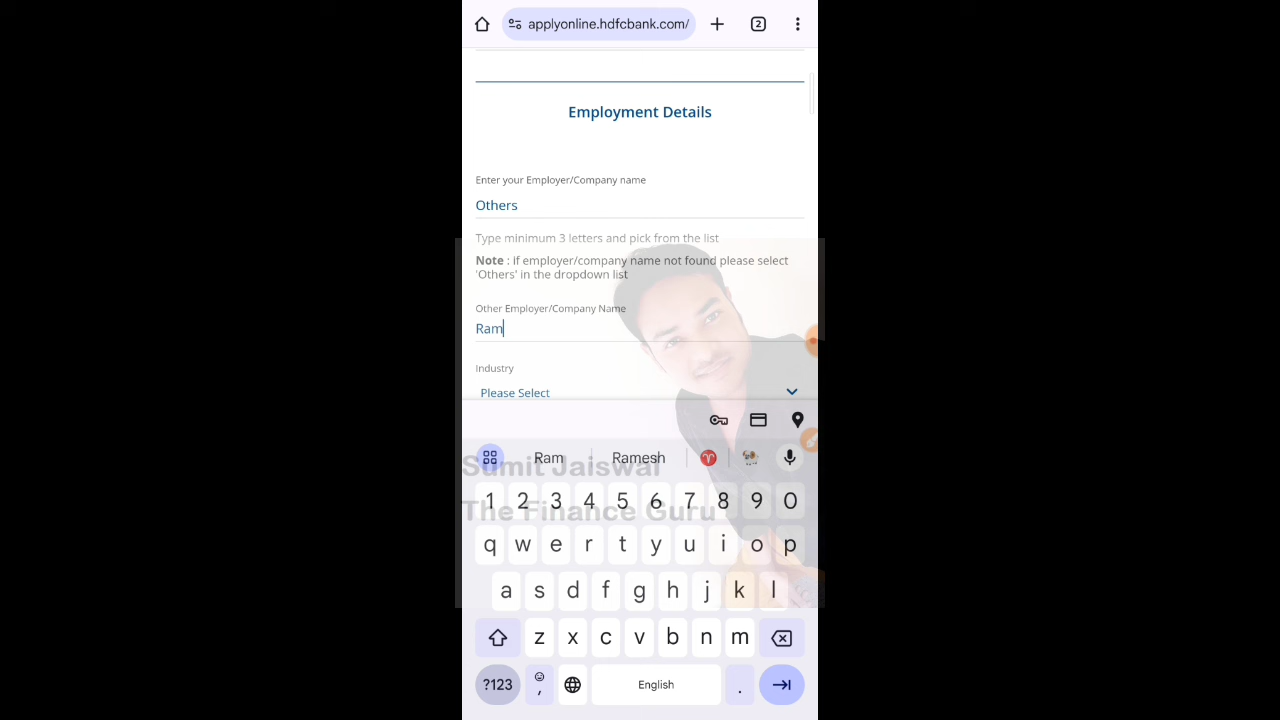 applyonline.hdfcbank.com/
2
Employment Details
Enter your Employer/Company name
Others
Type minimum 3 letters and pick from the list
Note : if employer/company name not found please select
'Others' in the dropdown list
Other Employer/Company Name
Ram
Industry
Please Select
Ram Ramesh
Sumit Jaiswal
1 2 3 4 5 6 7 8 9 0
The Finance Guru
q w e r t y u i o p
a s d f g h j k l
z x c v b n m
?123 , English .